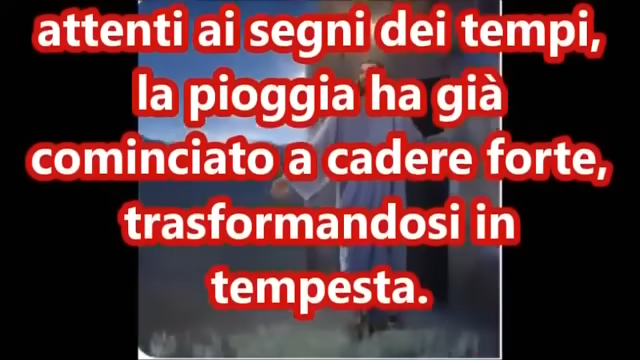 attenti ai segni dei tempi,
la pioggia ha già
cominciato a cadere forte,
trasformandosi in
tempesta.